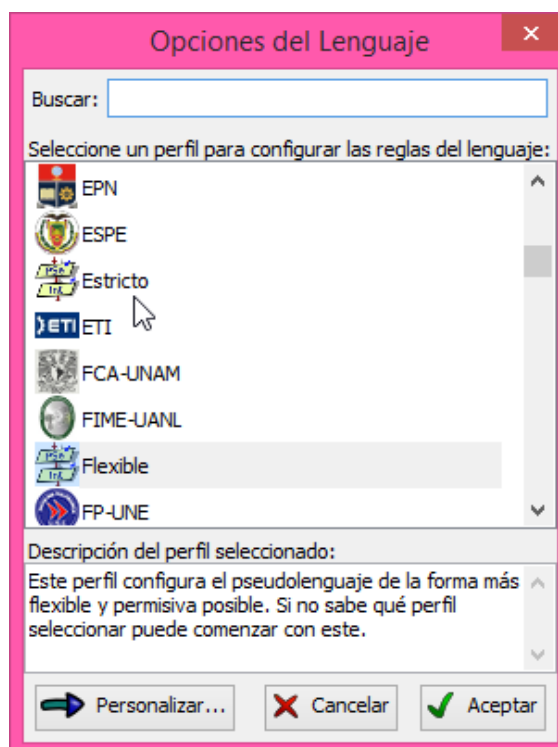 Opciones del Lenguaje
Buscar:
Seleccione un perfil para configurar las reglas del lenguaje:
EPN
ESPE
Estricto
ETI ETI
FCA-UNAM
FIME-UANL
Flexible
FP-UNE
Descripción del perfil seleccionado:
Este perfil configura el pseudolenguaje de la forma más
flexible y permisiva posible. Si no sabe qué perfil
seleccionar puede comenzar con este.
Personalizar... Cancelar Aceptar